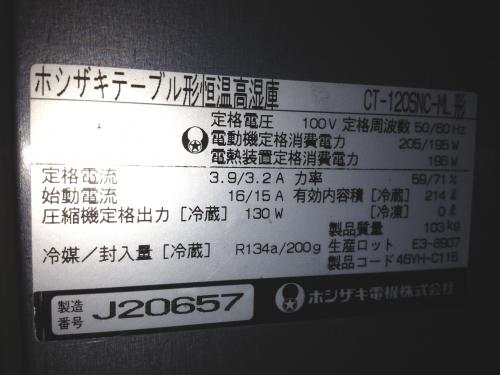 ホシザキテーブル形恒温高湿庫 CT-120SNC-ML形
定格電圧 100V 定格周波数 50/60Hz
電動機定格消費電力 205/195W
電熱装置定格消費電力 196W
定格電流 3.9/3.2A 力率 59/71%
始動電流 16/15A 有効内容積[冷蔵] 214ℓ
圧縮機定格出力[冷蔵] 130W [冷凍] 0ℓ
製品質量 103kg
冷媒/封入量[冷蔵] R134a/200g 生産ロット E3-8907
製品コード 46YH-C115
製造番号 J20657 ホシザキ電機株式会社